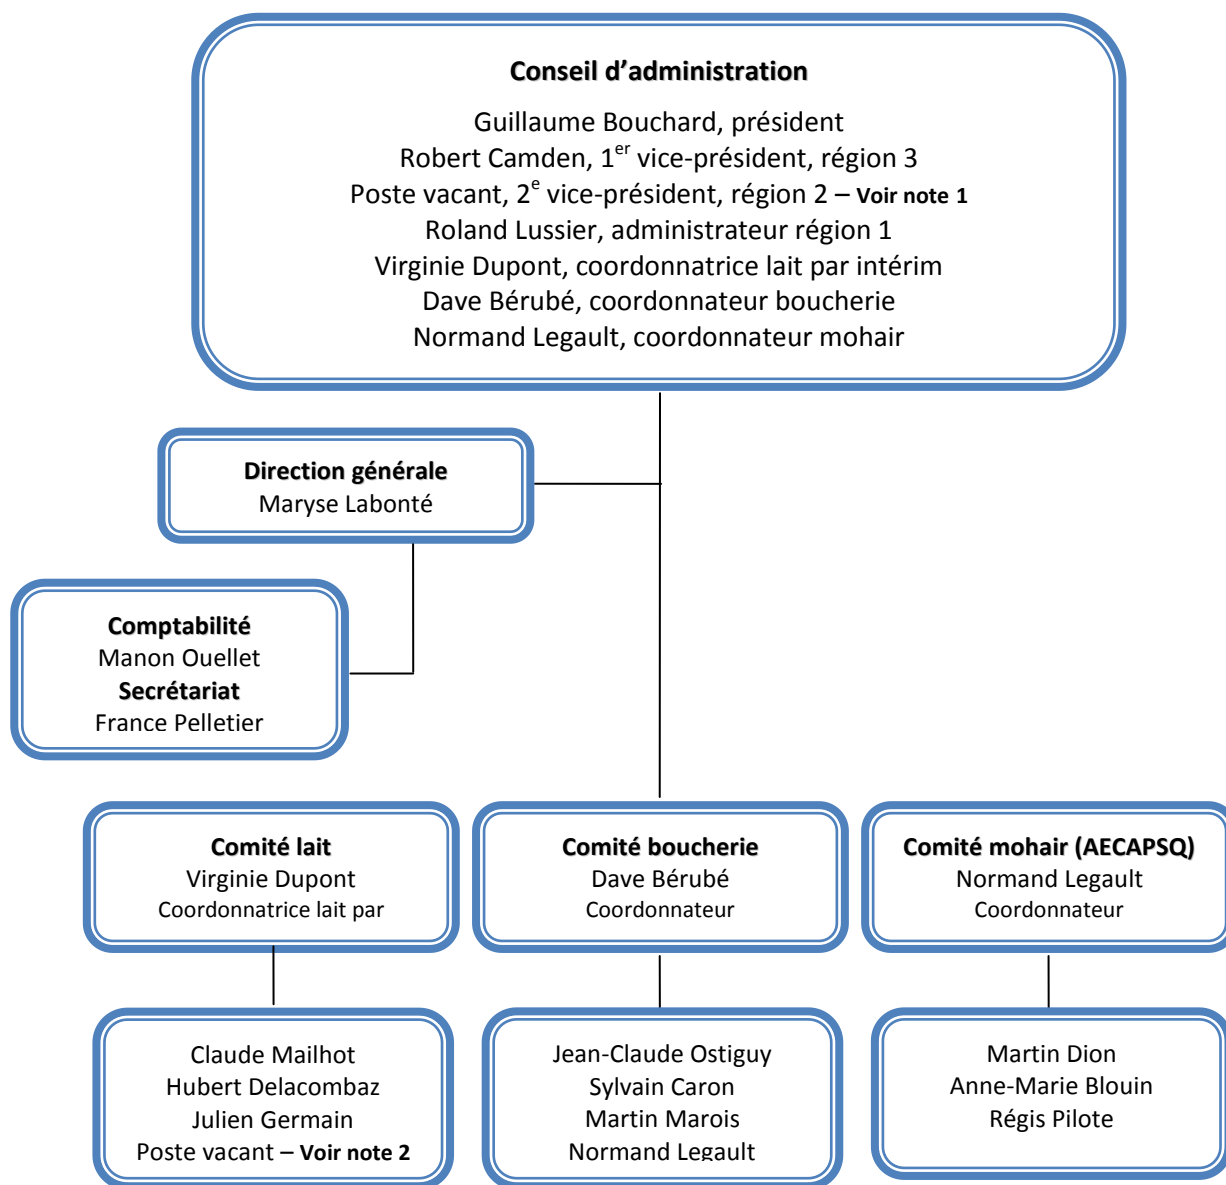 Conseil d’administration
Guillaume Bouchard, président
Robert Camden, 1er vice-président, région 3
Poste vacant, 2e vice-président, région 2 – Voir note 1
Roland Lussier, administrateur région 1
Virginie Dupont, coordonnatrice lait par intérim
Dave Bérubé, coordonnateur boucherie
Normand Legault, coordonnateur mohair
Direction générale
Maryse Labonté
Comptabilité
Manon Ouellet
Secrétariat
France Pelletier
Comité lait
Virginie Dupont
Coordonnatrice lait par
Comité boucherie
Dave Bérubé
Coordonnateur
Comité mohair (AECAPSQ)
Normand Legault
Coordonnateur
Claude Mailhot
Hubert Delacombaz
Julien Germain
Poste vacant – Voir note 2
Jean-Claude Ostiguy
Sylvain Caron
Martin Marois
Normand Legault
Martin Dion
Anne-Marie Blouin
Régis Pilote